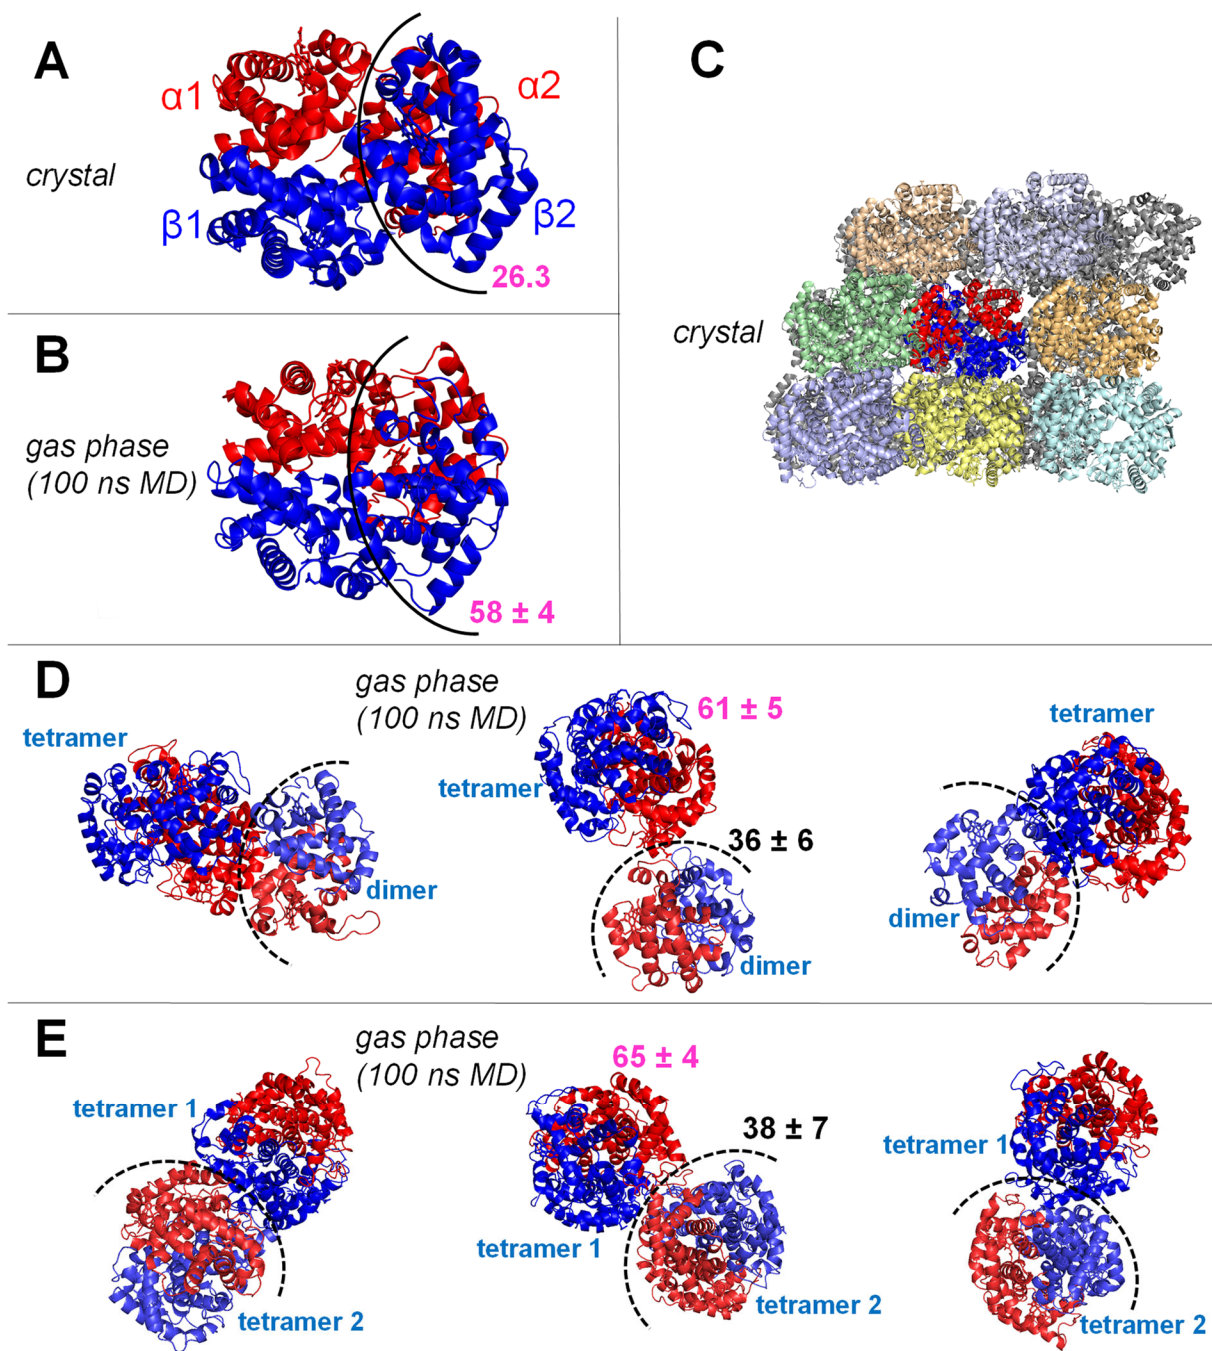 A
α1
α2
crystal
β1
β2
26.3
B
gas phase
(100 ns MD)
58 ± 4
C
crystal
D
gas phase
(100 ns MD)
tetramer
dimer
tetramer
61 ± 5
36 ± 6
dimer
tetramer
dimer
E
gas phase
(100 ns MD)
tetramer 1
tetramer 2
65 ± 4
38 ± 7
tetramer 1
tetramer 2
tetramer 1
tetramer 2